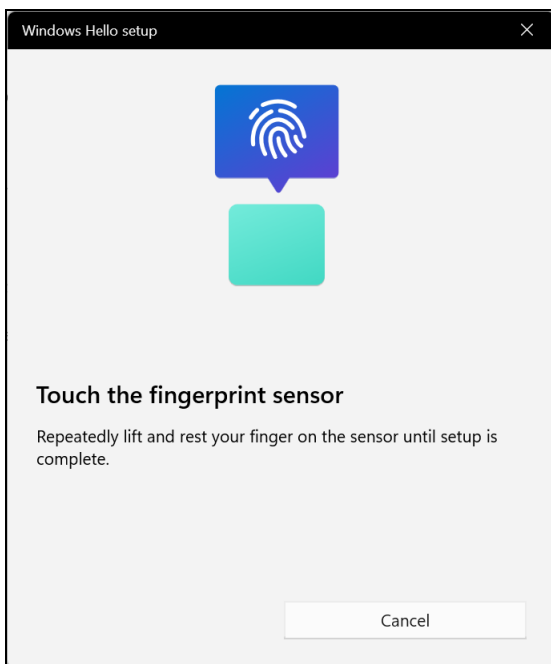 Windows Hello setup
Touch the fingerprint sensor
Repeatedly lift and rest your finger on the sensor until setup is
complete.
Cancel